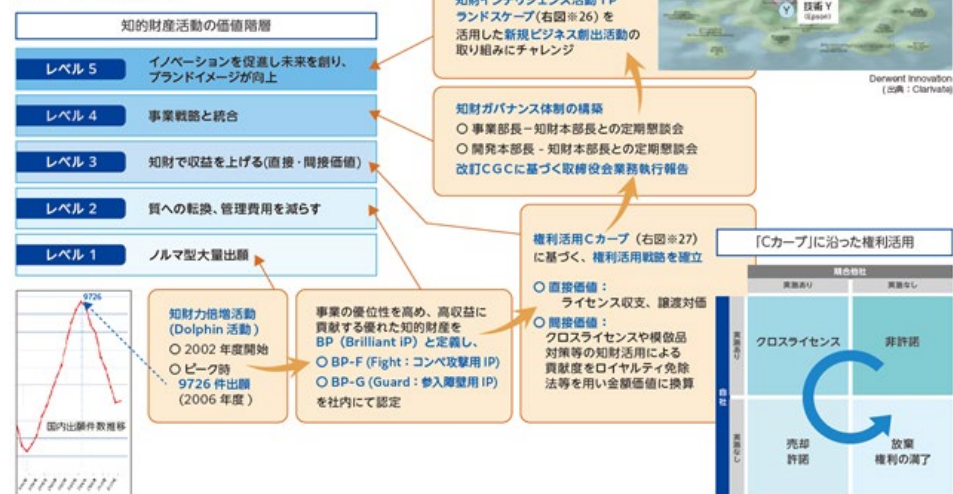 知的財産活動の価値階層
レベル 5
イノベーションを促進し未来を創り、
ブランドイメージが向上
レベル 4
事業戦略と統合
レベル 3
知財で収益を上げる(直接・間接価値)
レベル 2
質への転換、管理費用を減らす
レベル 1
ノルマ型大量出願
ランドスケープ(右図※26) を
活用した新規ビジネス創出活動の
取り組みにチャレンジ
Y
技術 Y
(Epson)
Derwent Innovation
(出典：Clarivate)
知財ガバナンス体制の構築
○ 事業部長－知財本部長との定期懇談会
○ 開発本部長 - 知財本部長との定期懇談会
改訂CGCに基づく取締役会業務執行報告
権利活用Cカーブ（右図※27）
に基づく、権利活用戦略を確立
○ 直接価値：
ライセンス収支、譲渡対価
○ 間接価値：
クロスライセンスや模倣品
対策等の知財活用による
貢献度をロイヤルティ免除
法等を用い金額価値に換算
9726
国内出願件数推移
知財力倍増活動
(Dolphin 活動 )
○ 2002 年度開始
○ ピーク時
9726 件出願
(2006 年度 )
事業の優位性を高め、高収益に
貢献する優れた知的財産を
BP（Brilliant iP）と定義し、
○ BP-F (Fight：コンペ攻撃用 IP)
○ BP-G (Guard：参入障壁用 IP)
を社内にて認定
「Cカーブ」に沿った権利活用
競合他社
実施あり
実施なし
自社
実施あり
実施なし
クロスライセンス
非許諾
売却
許諾
放棄
権利の満了